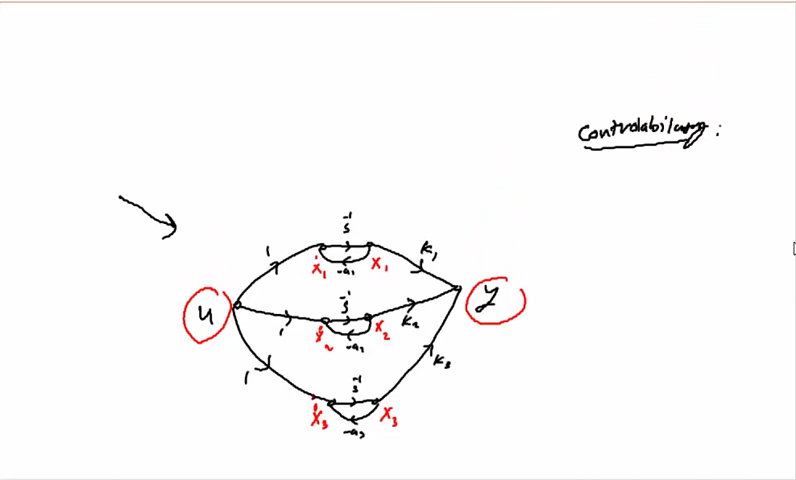 Controlability :
s⁻¹
1 K₁
-a₁
ẋ₁ x₁
u s⁻¹ y
1 K₂
ẋ₂ -a₂ x₂
1 s⁻¹ K₃
ẋ₃ -a₃ x₃